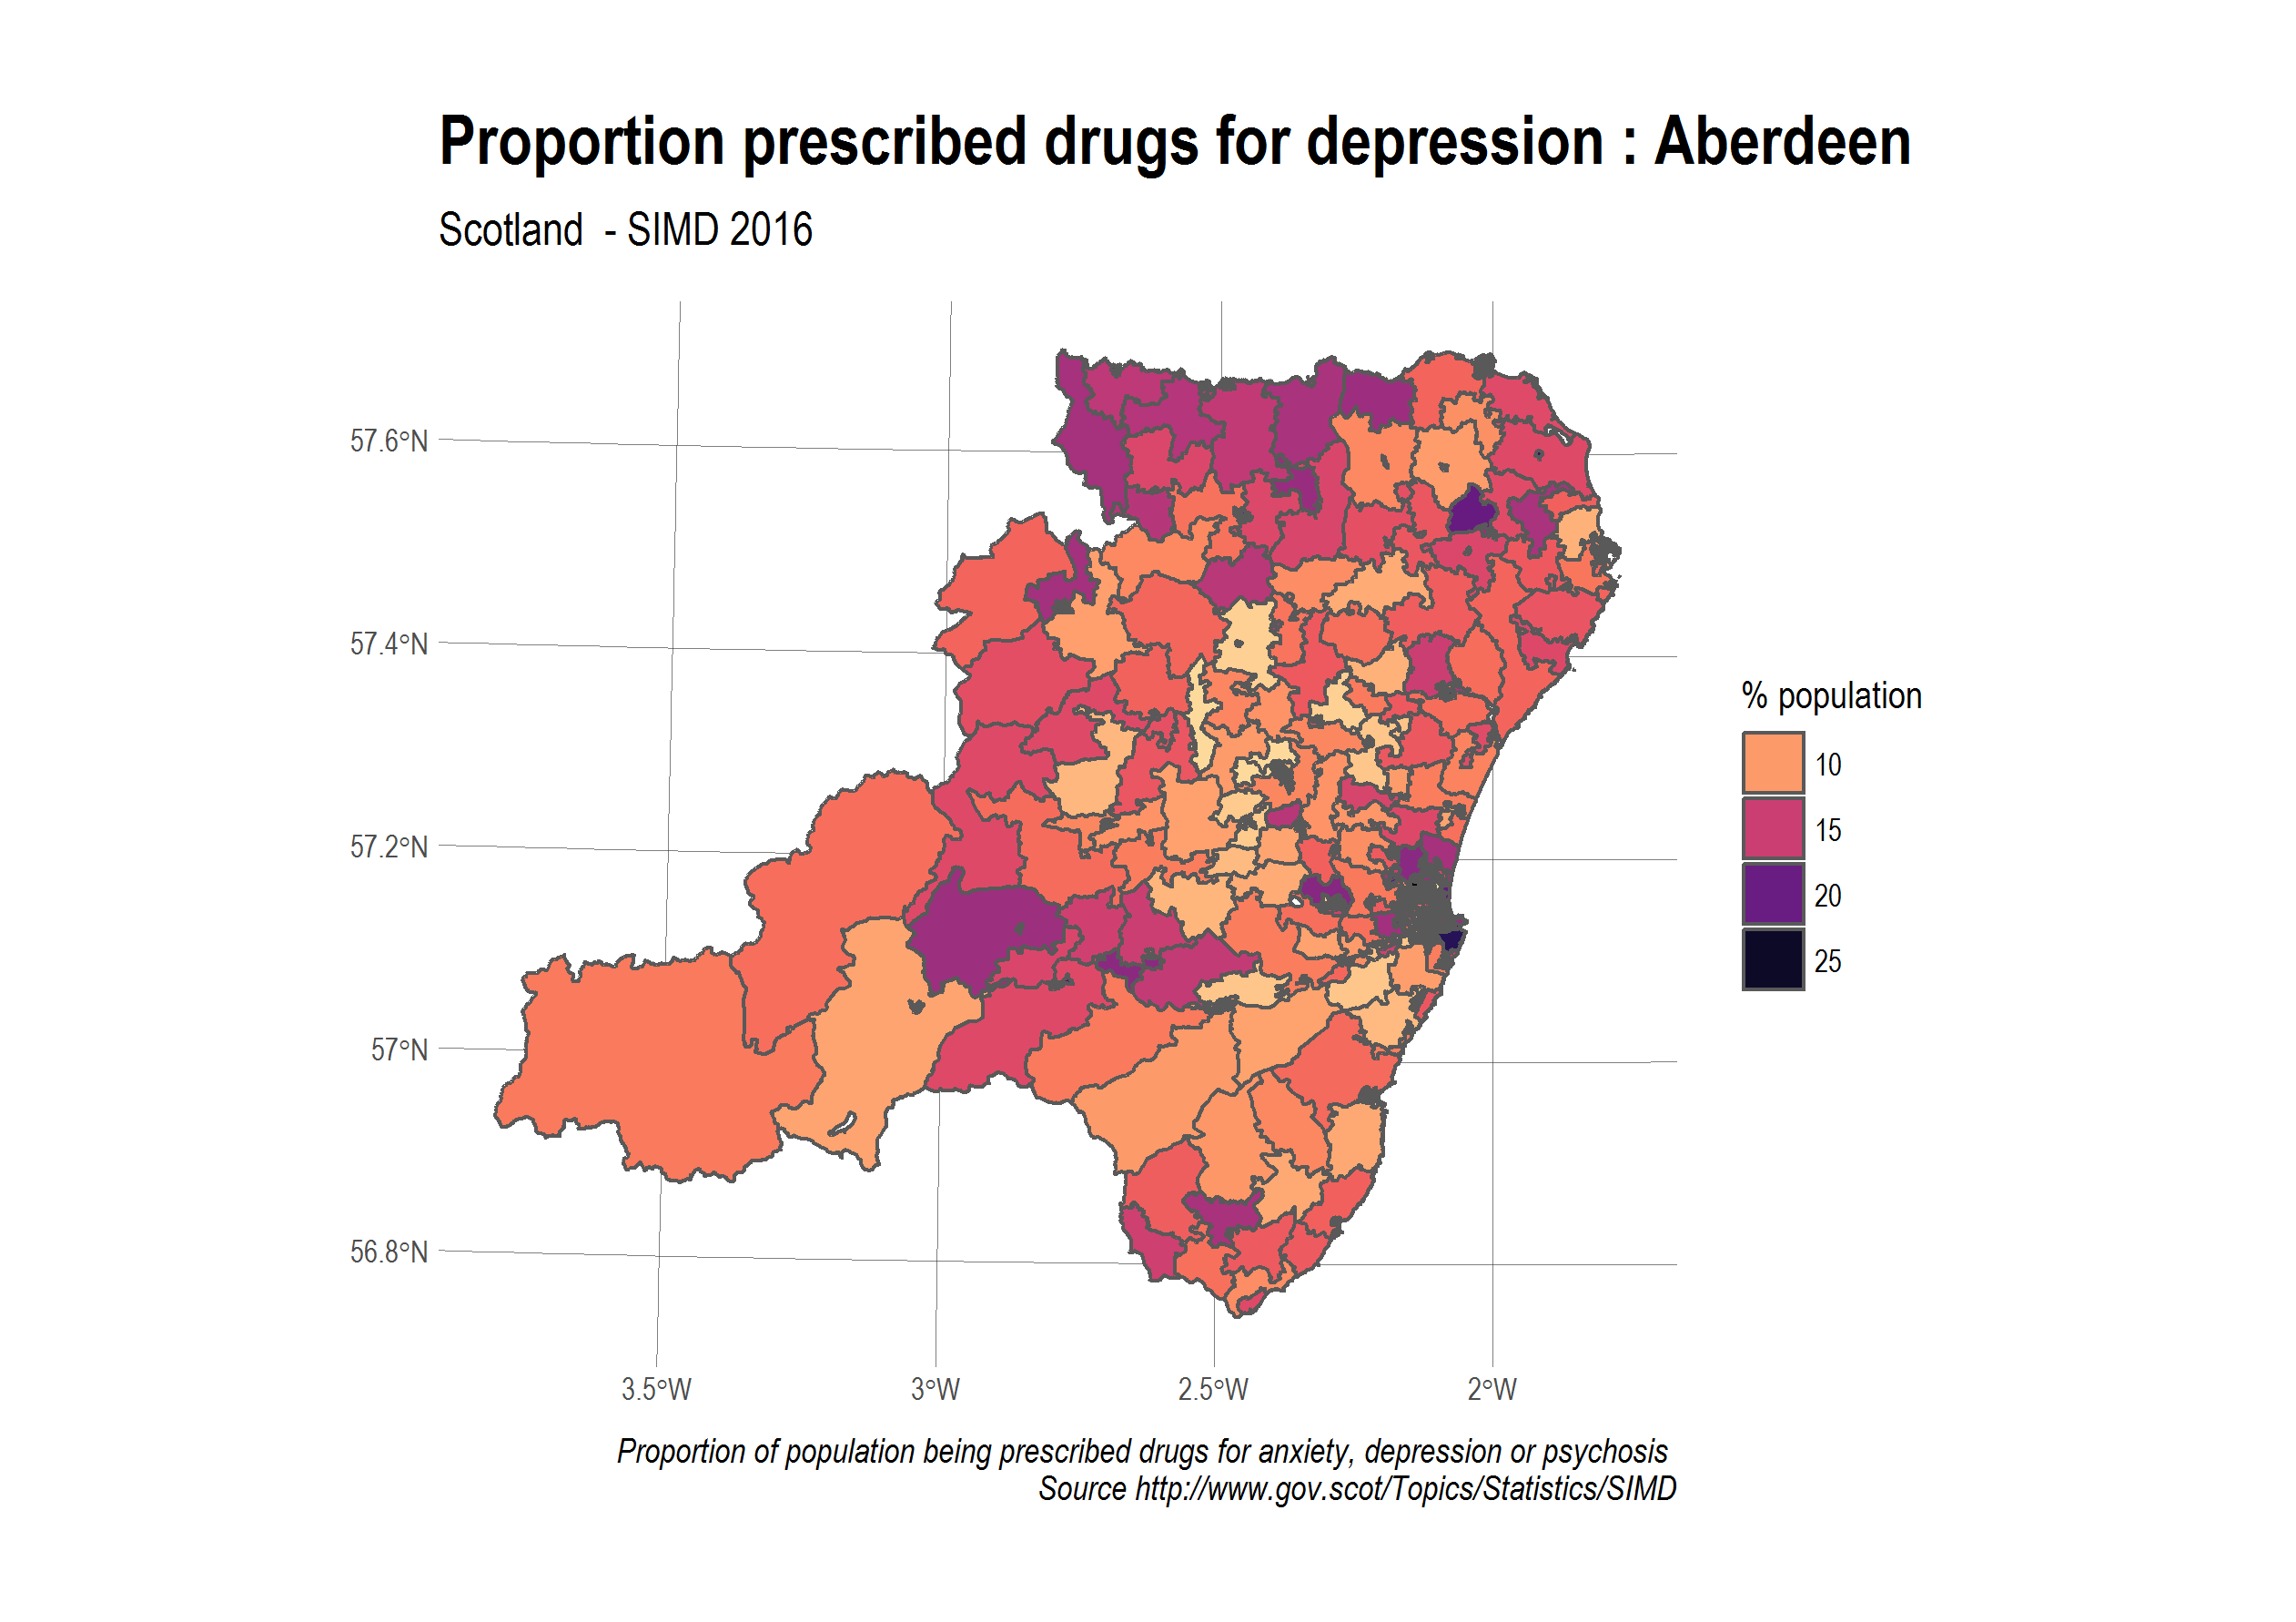 Proportion prescribed drugs for depression : Aberdeen
Scotland  - SIMD 2016
57.6°N
57.4°N
57.2°N
57°N
56.8°N
3.5°W
3°W
2.5°W
2°W
% population
10
15
20
25
Proportion of population being prescribed drugs for anxiety, depression or psychosis
Source http://www.gov.scot/Topics/Statistics/SIMD